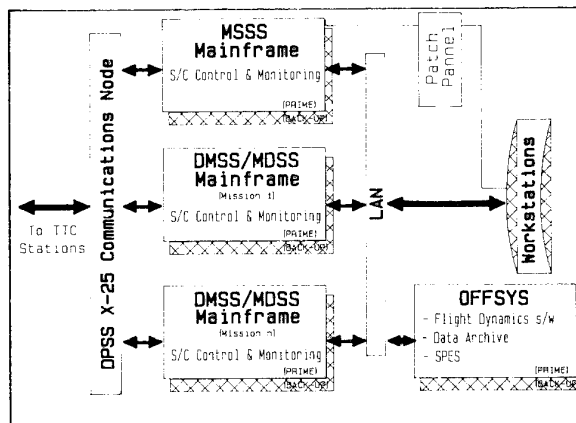 MSSS
Mainframe
S/C Control & Monitoring
(PRIME)
(BACK-UP)
Patch
Pannel
DPSS X-25 Communications Node
To TTC
Stations
DMSS/MDSS
Mainframe
(Mission 1)
S/C Control & Monitoring
(PRIME)
(BACK-UP)
LAN
Workstations
DMSS/MDSS
Mainframe
(Mission n)
S/C Control & Monitoring
(PRIME)
(BACK-UP)
OFFSYS
- Flight Dynamics s/w
- Data Archive
- SPES
(PRIME)
(BACK-UP)